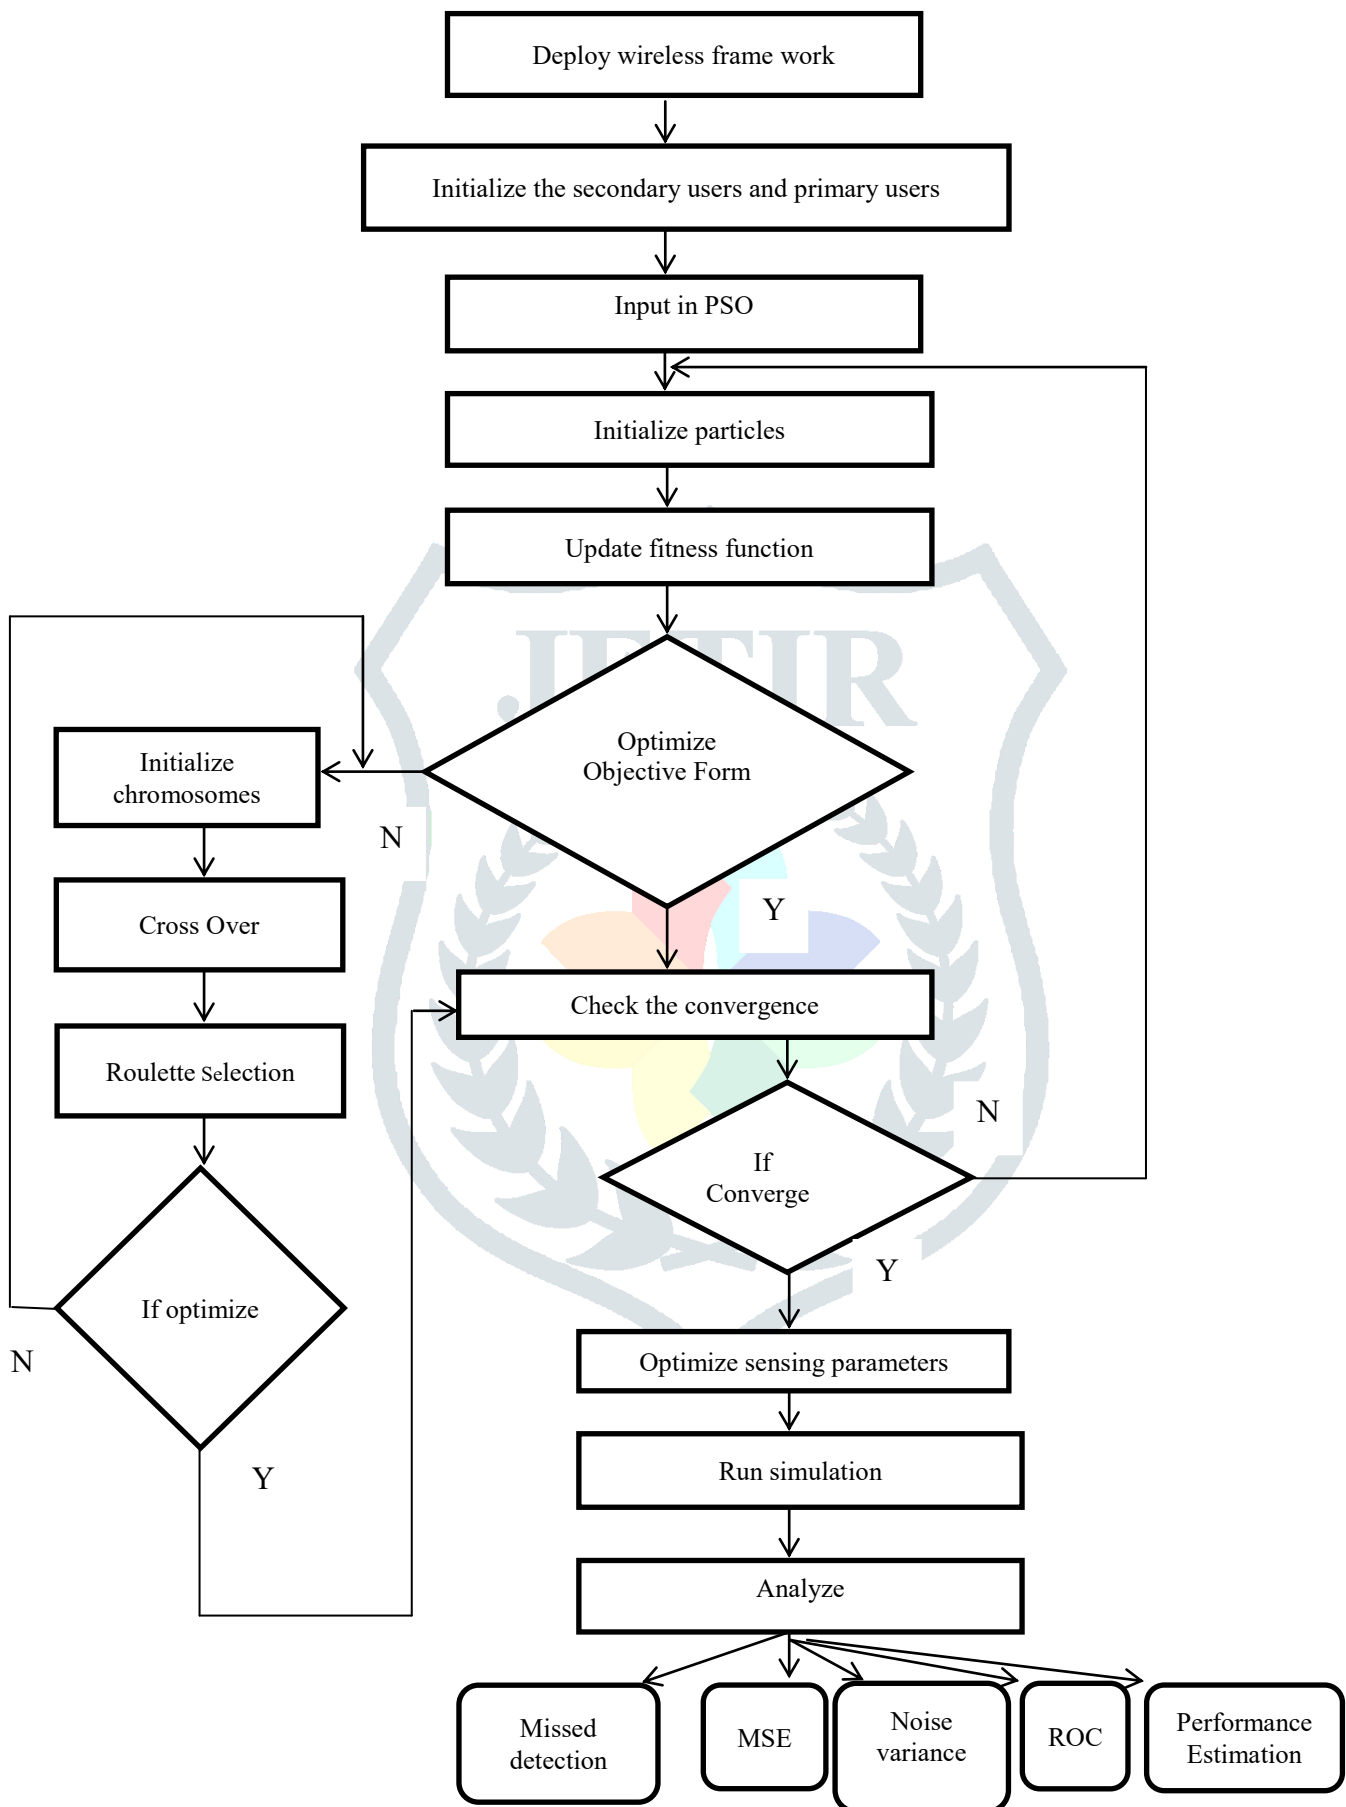 Deploy wireless frame work
Initialize the secondary users and primary users
Input in PSO
Initialize particles
Update fitness function
JETIR
Optimize
Objective Form
Initialize
chromosomes
N
Cross Over
Y
Check the convergence
Roulette Selection
N
If
Converge
Y
If optimize
N
Optimize sensing parameters
Y
Run simulation
Analyze
Missed
detection
MSE
Noise
variance
ROC
Performance
Estimation